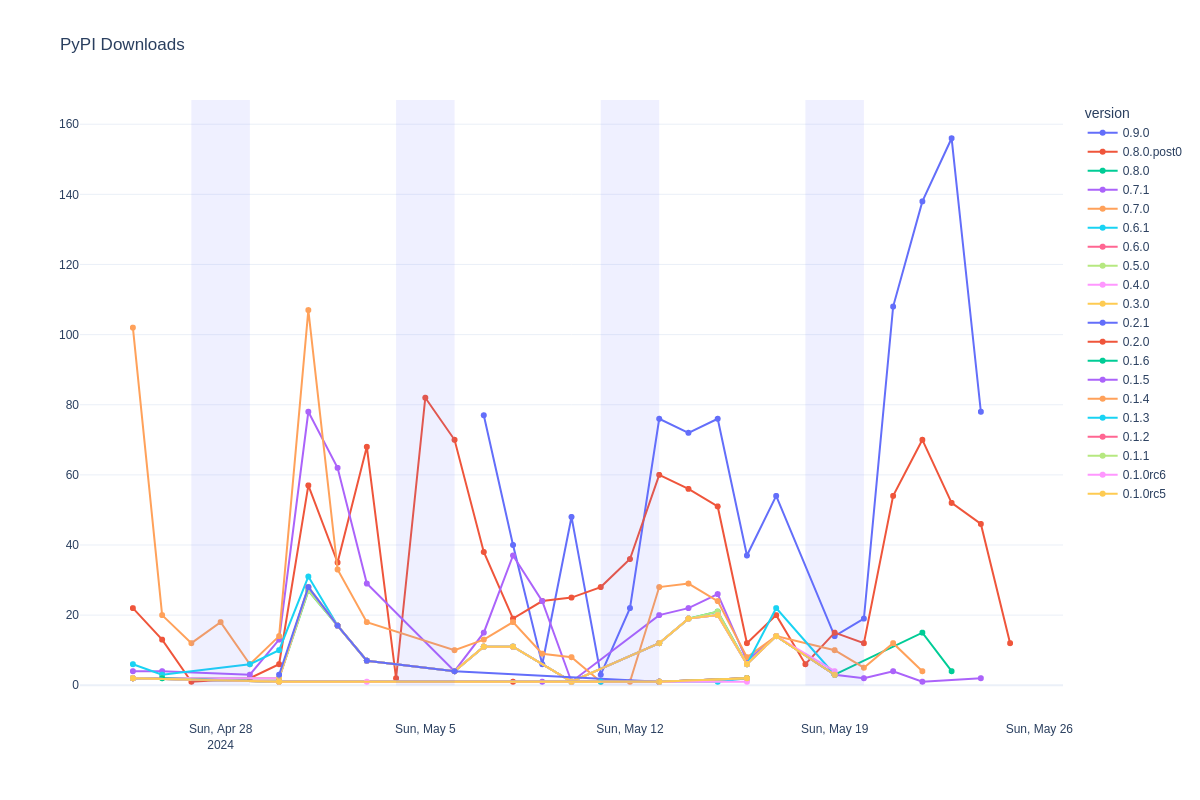 PyPI Downloads
160
140
120
100
80
60
40
20
0
Sun, Apr 28
2024
Sun, May 5
Sun, May 12
Sun, May 19
Sun, May 26
version
0.9.0
0.8.0.post0
0.8.0
0.7.1
0.7.0
0.6.1
0.6.0
0.5.0
0.4.0
0.3.0
0.2.1
0.2.0
0.1.6
0.1.5
0.1.4
0.1.3
0.1.2
0.1.1
0.1.0rc6
0.1.0rc5